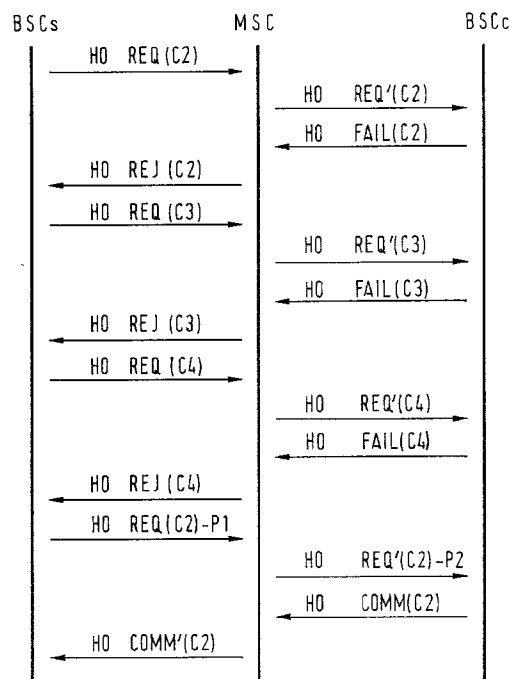 BSCs MSC BSCc
HO REQ(C2)
HO REQ'(C2)
HO FAIL(C2)
HO REJ(C2)
HO REQ(C3)
HO REQ'(C3)
HO FAIL(C3)
HO REJ(C3)
HO REQ(C4)
HO REQ'(C4)
HO FAIL(C4)
HO REJ(C4)
HO REQ(C2)-P1
HO REQ'(C2)-P2
HO COMM(C2)
HO COMM'(C2)